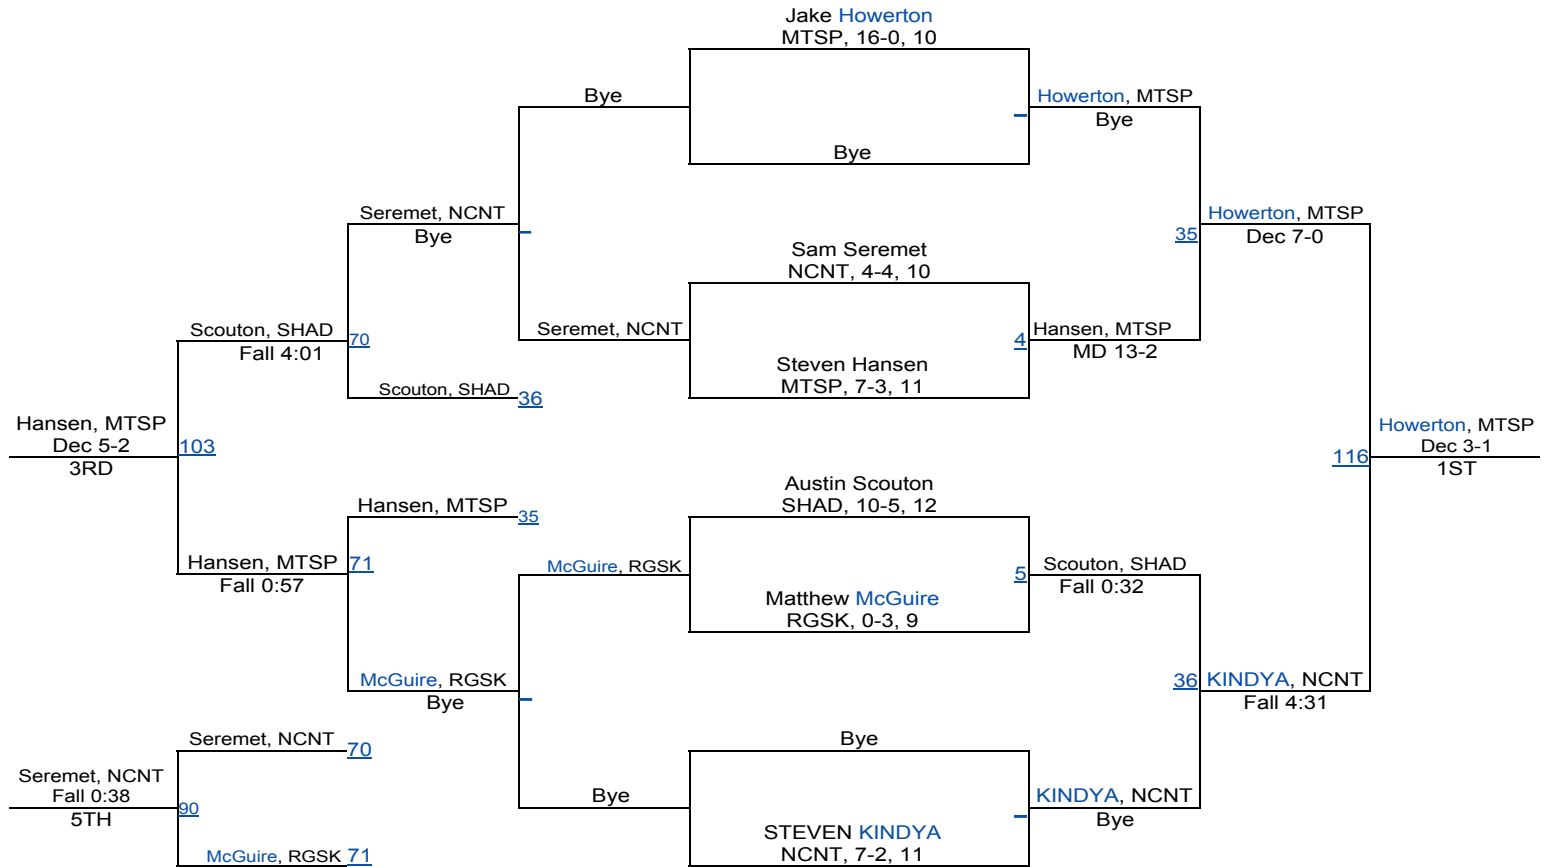 Jake Howerton
MTSP, 16-0, 10
Bye
Howerton, MTSP
Bye
Bye
Seremet, NCNT
Bye
Howerton, MTSP
35
Dec 7-0
Sam Seremet
NCNT, 4-4, 10
Scouton, SHAD
Fall 4:01
70
Seremet, NCNT
4
Hansen, MTSP
MD 13-2
Steven Hansen
MTSP, 7-3, 11
Scouton, SHAD
36
Hansen, MTSP
Dec 5-2
3RD
103
Howerton, MTSP
Dec 3-1
1ST
116
Austin Scouton
SHAD, 10-5, 12
Hansen, MTSP
35
Hansen, MTSP
Fall 0:57
71
McGuire, RGSK
5
Scouton, SHAD
Fall 0:32
Matthew McGuire
RGSK, 0-3, 9
McGuire, RGSK
Bye
36
KINDYA, NCNT
Fall 4:31
Seremet, NCNT
70
Bye
Seremet, NCNT
Fall 0:38
5TH
90
Bye
KINDYA, NCNT
Bye
STEVEN KINDYA
NCNT, 7-2, 11
McGuire, RGSK
71